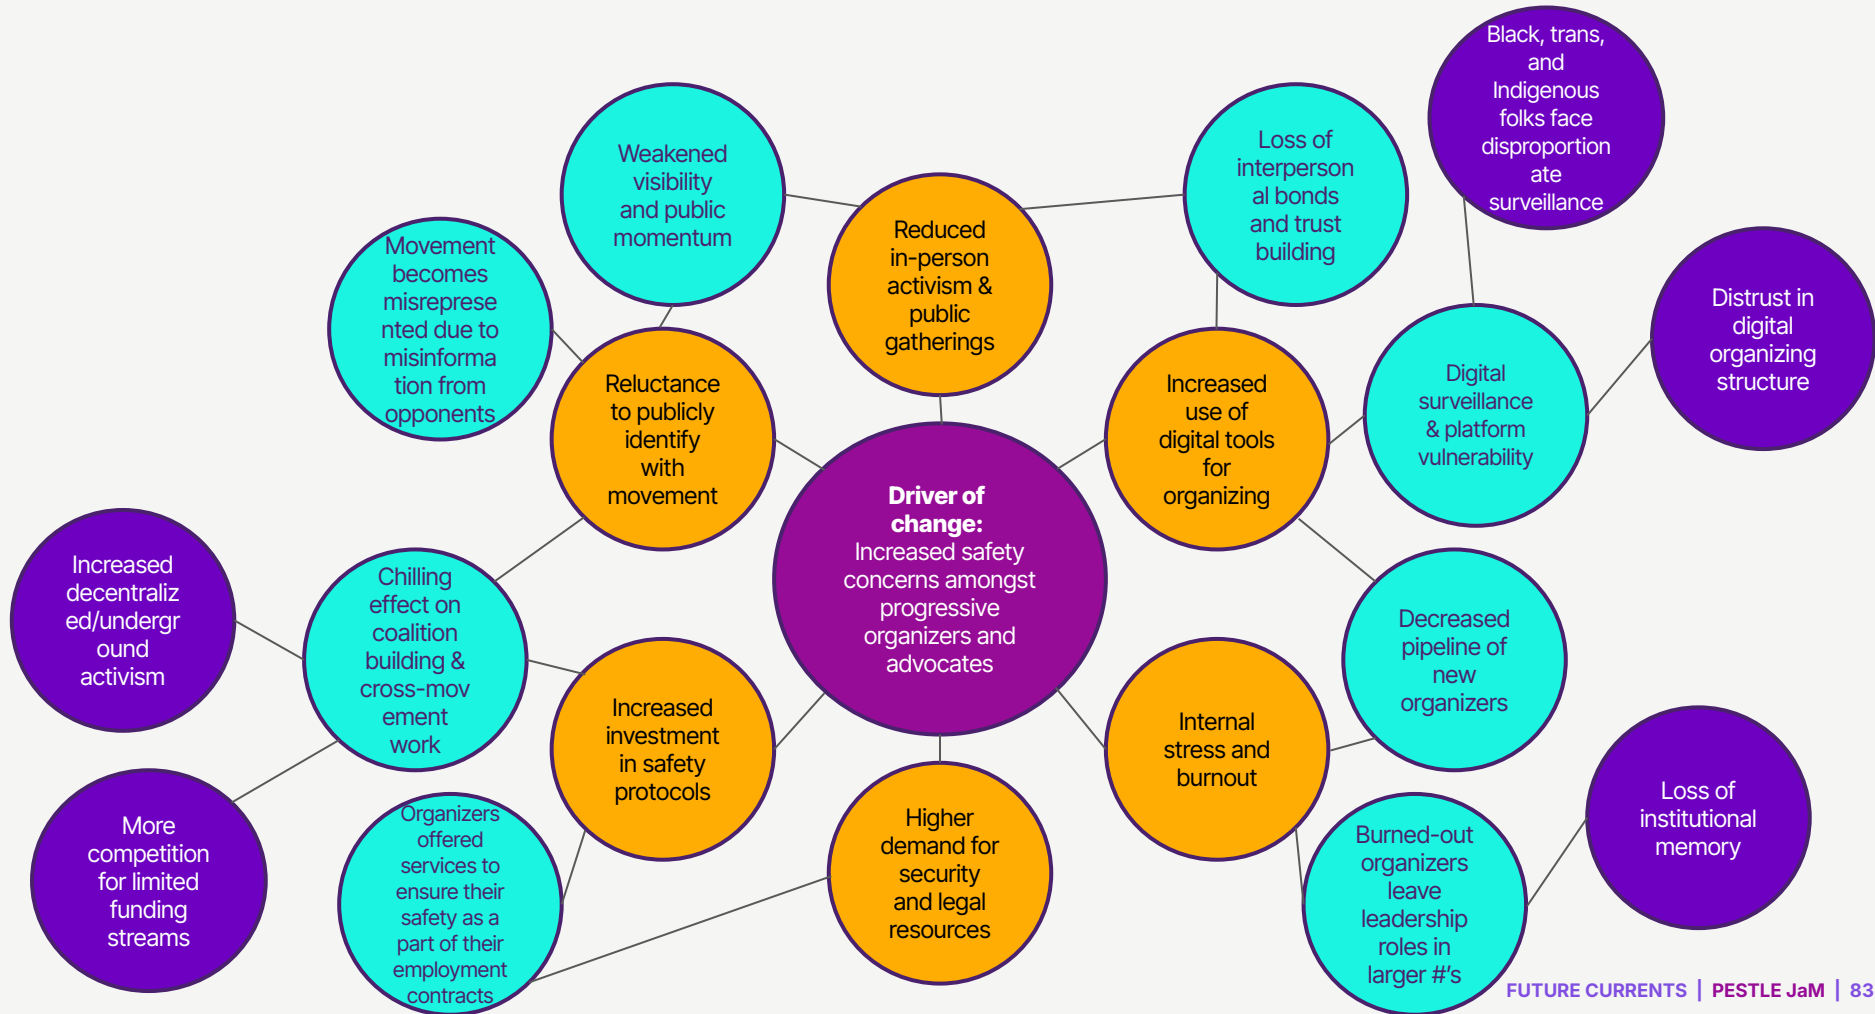 Black, trans,
and
Indigenous
folks face
disproportion
ate
surveillance
Weakened
visibility
and public
momentum
Loss of
interperson
al bonds
and trust
building
Reduced
in-person
activism &
public
gatherings
Movement
becomes
misreprese
nted due to
misinforma
tion from
opponents
Distrust in
digital
organizing
structure
Reluctance
to publicly
identify
with
movement
Increased
use of
digital tools
for
organizing
Digital
surveillance
& platform
vulnerability
Driver of
change:
Increased safety
concerns amongst
progressive
organizers and
advocates
Increased
decentraliz
ed/undergr
ound
activism
Chilling
effect on
coalition
building &
cross-mov
ement
work
Decreased
pipeline of
new
organizers
Increased
investment
in safety
protocols
Internal
stress and
burnout
More
competition
for limited
funding
streams
Organizers
offered
services to
ensure their
safety as a
part of their
employment
contracts
Higher
demand for
security
and legal
resources
Burned-out
organizers
leave
leadership
roles in
larger #'s
Loss of
institutional
memory
FUTURE CURRENTS | PESTLE JaM | 83